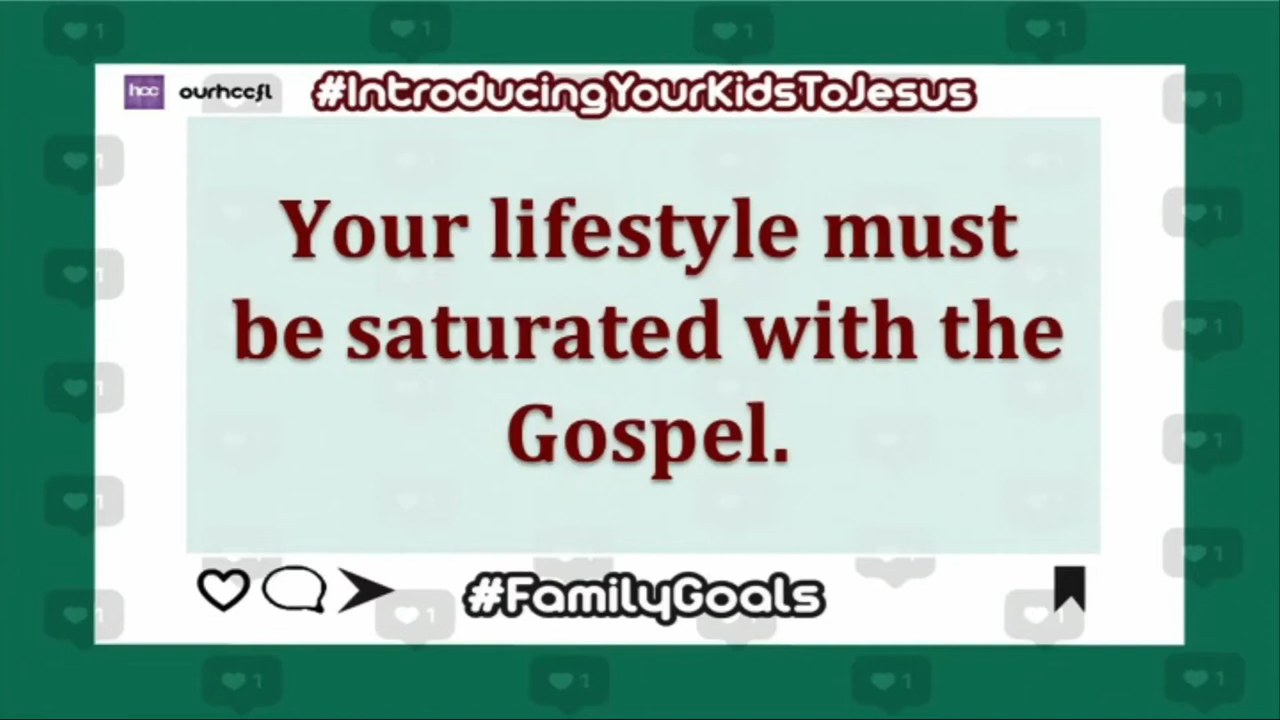 hcc ourhccfl #IntroducingYourKidsToJesus
Your lifestyle must
be saturated with the
Gospel.
#FamilyGoals